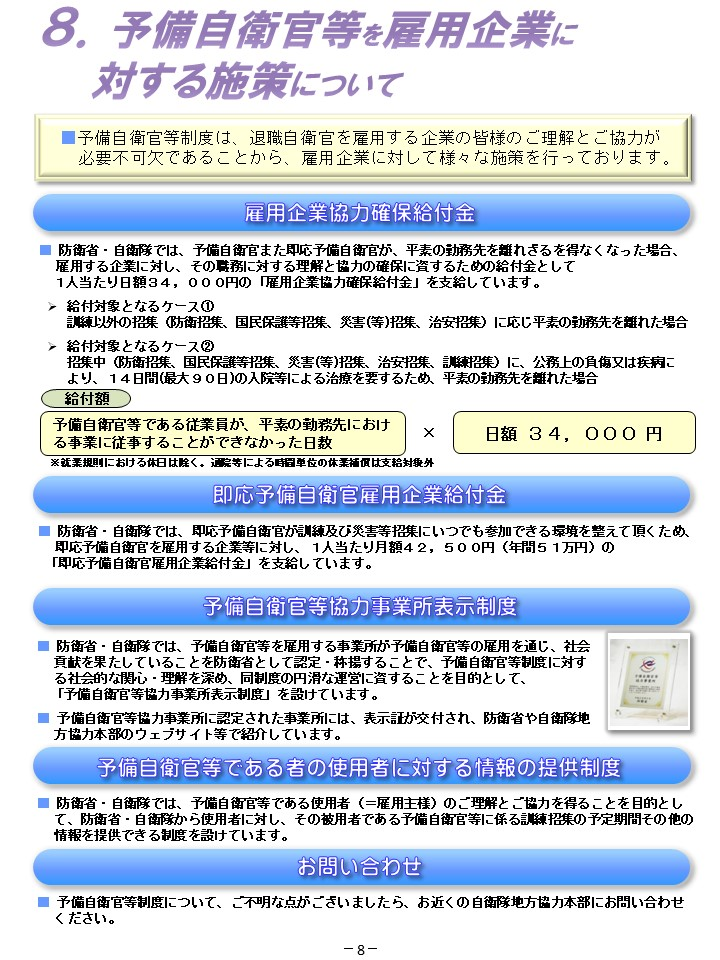 8. 予備自衛官等を雇用企業に
対する施策について
■予備自衛官等制度は、退職自衛官を雇用する企業の皆様のご理解とご協力が
必要不可欠であることから、雇用企業に対して様々な施策を行っております。
雇用企業協力確保給付金
■ 防衛省・自衛隊では、予備自衛官また即応予備自衛官が、平素の勤務先を離れざるを得なくなった場合、
雇用する企業に対し、その職務に対する理解と協力の確保に資するための給付金として
１人当たり日額３４，０００円の「雇用企業協力確保給付金」を支給しています。
➢ 給付対象となるケース①
訓練以外の招集（防衛招集、国民保護等招集、災害(等)招集、治安招集）に応じ平素の勤務先を離れた場合
➢ 給付対象となるケース②
招集中（防衛招集、国民保護等招集、災害(等)招集、治安招集、訓練招集）に、公務上の負傷又は疾病に
より、１４日間(最大９０日)の入院等による治療を要するため、平素の勤務先を離れた場合
給付額
予備自衛官等である従業員が、平素の勤務先におけ
る事業に従事することができなかった日数
×
日額 ３４，０００ 円
※就業規則における休日は除く。通院等による時間単位の休業補償は支給対象外
即応予備自衛官雇用企業給付金
■ 防衛省・自衛隊では、即応予備自衛官が訓練及び災害等招集にいつでも参加できる環境を整えて頂くため、
即応予備自衛官を雇用する企業等に対し、１人当たり月額４２，５００円（年間５１万円）の
「即応予備自衛官雇用企業給付金」を支給しています。
予備自衛官等協力事業所表示制度
■ 防衛省・自衛隊では、予備自衛官等を雇用する事業所が予備自衛官等の雇用を通じ、社会
貢献を果たしていることを防衛省として認定・称揚することで、予備自衛官等制度に対す
る社会的な関心・理解を深め、同制度の円滑な運営に資することを目的として、
「予備自衛官等協力事業所表示制度」を設けています。
■ 予備自衛官等協力事業所に認定された事業所には、表示証が交付され、防衛省や自衛隊地
方協力本部のウェブサイト等で紹介しています。
予備自衛官等である者の使用者に対する情報の提供制度
■ 防衛省・自衛隊では、予備自衛官等である使用者（＝雇用主様）のご理解とご協力を得ることを目的とし
て、防衛省・自衛隊から使用者に対し、その被用者である予備自衛官等に係る訓練招集の予定期間その他の
情報を提供できる制度を設けています。
お問い合わせ
■ 予備自衛官等制度について、ご不明な点がございましたら、お近くの自衛隊地方協力本部にお問い合わせ
ください。
－8－